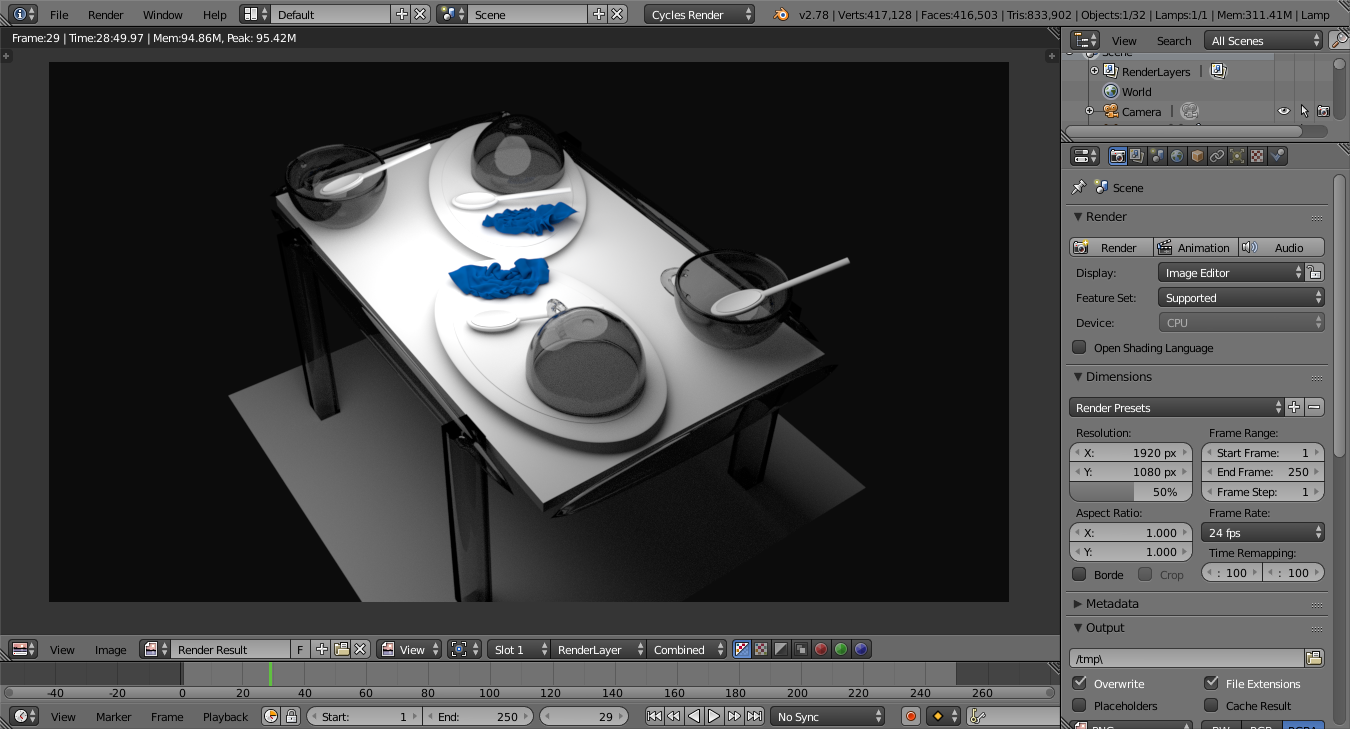 File Render Window Help Default Scene Cycles Render v2.78 | Verts:417,128 | Faces:416,503 | Tris:833,902 | Objects:1/32 | Lamps:1/1 | Mem:311.41M | Lamp
Frame:29 | Time:28:49.97 | Mem:94.86M, Peak: 95.42M
View Search All Scenes
Scene
RenderLayers |
World
Camera |
Scene
Render
Render Animation Audio
Display: Image Editor
Feature Set: Supported
Device: CPU
Open Shading Language
Dimensions
Render Presets
Resolution: Frame Range:
X: 1920 px Start Frame: 1
Y: 1080 px End Frame: 250
50% Frame Step: 1
Aspect Ratio: Frame Rate:
X: 1.000 24 fps
Y: 1.000 Time Remapping:
Borde Crop : 100 : 100
Metadata
Output
/tmp\
Overwrite File Extensions
Placeholders Cache Result
PNG BW RGB RGBA
View Image Render Result F View Slot 1 RenderLayer Combined
-40 -20 0 20 40 60 80 100 120 140 160 180 200 220 240 260
View Marker Frame Playback Start: 1 End: 250 29 No Sync